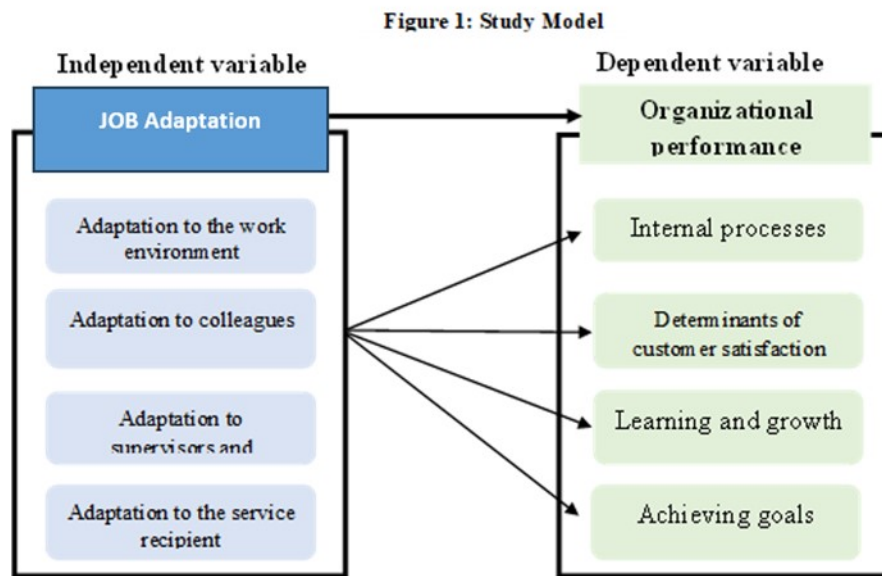 Figure 1: Study Model
Independent variable
JOB Adaptation
Adaptation to the work
environment
Adaptation to colleagues
Adaptation to
supervisors and
Adaptation to the service
recipient
Dependent variable
Organizational
performance
Internal processes
Determinants of
customer satisfaction
Learning and growth
Achieving goals